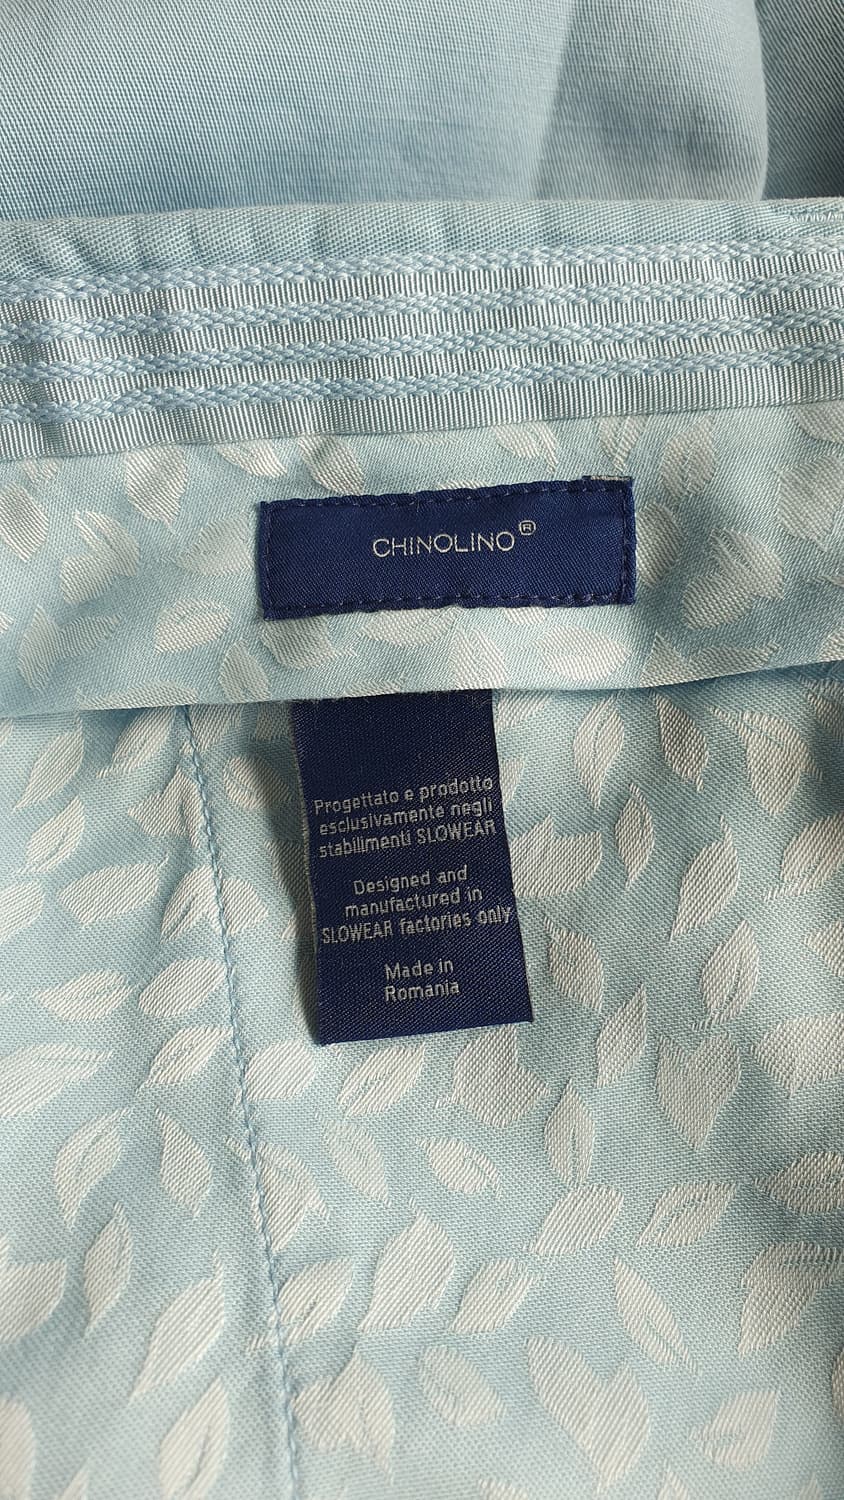 CHINOLINO®
Progettato e prodotto
esclusivamente negli
stabilimenti SLOWEAR
Designed and
manufactured in
SLOWEAR factories only
Made in
Romania